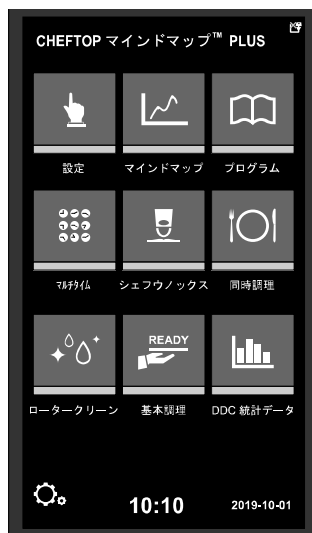 CHEFTOP マインドマップ™ PLUS
設定 マインドマップ プログラム
マルチタイム シェフウノックス 同時調理
READY
ロータークリーン 基本調理 DDC 統計データ
10:10 2019-10-01